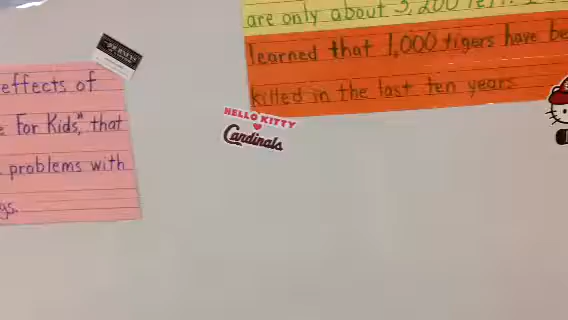 are only about 3,200 left. I
learned that 1,000 tigers have be
killed in the last ten years
effects of
e For Kids," that
problems with
gs.
JOURNEYS
HELLO KITTY
Cardinals